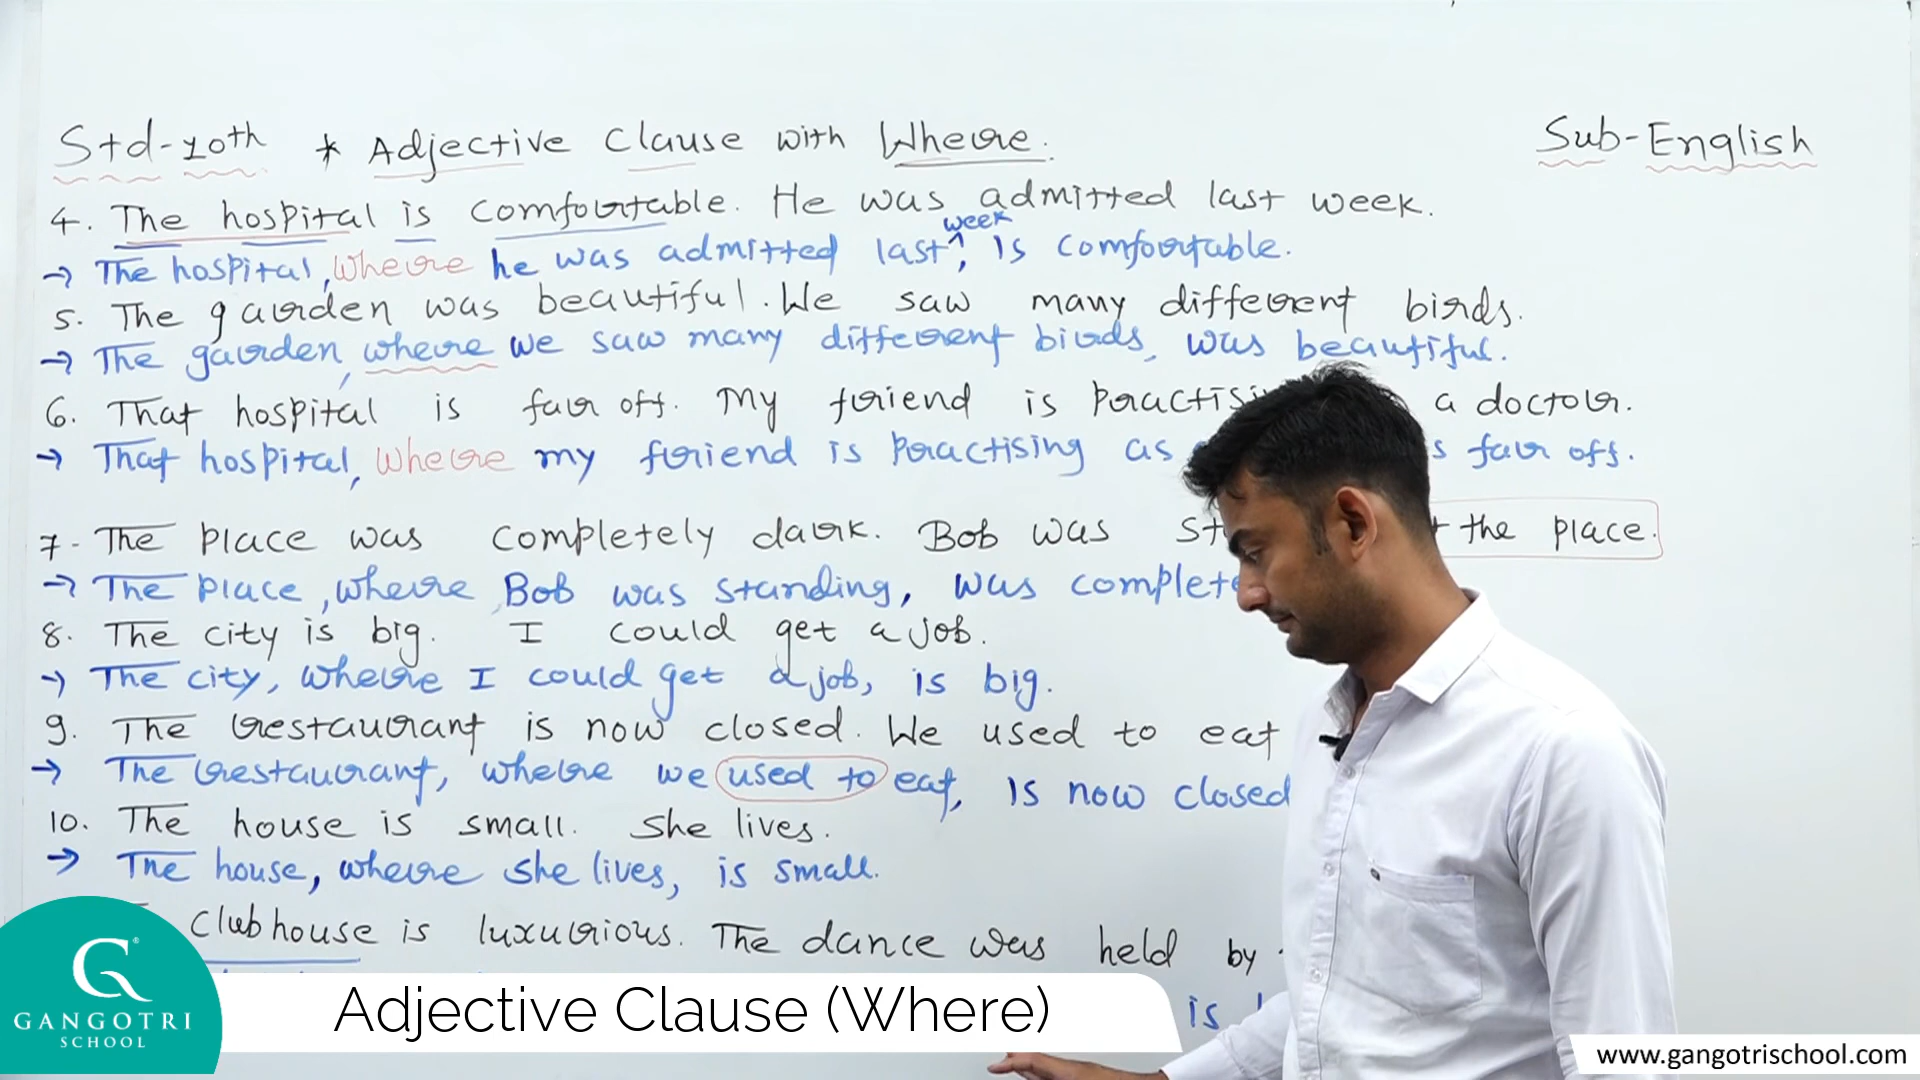 Std-10th * Adjective Clause with Where. Sub-English
4. The hospital is comfortable. He was admitted last week.
week
→ The hospital, where he was admitted last^, is comfortable.
5. The garden was beautiful. We saw many different birds.
→ The garden, where we saw many different birds, was beautiful.
6. That hospital is far off. My friend is practising a doctor.
→ That hospital, where my friend is practising as far off.
7. The place was completely dark. Bob was the place.
→ The place, where Bob was standing, was
8. The city is big. I could get a job.
→ The city, where I could get a job, is big.
9. The restaurant is now closed. We used to eat
→ The restaurant, where we used to eat, is now closed
10. The house is small. She lives.
→ The house, where she lives, is small.
Clubhouse is luxurious. The dance was held by
is
G
GANGOTRI
SCHOOL
Adjective Clause (Where)
www.gangotrischool.com